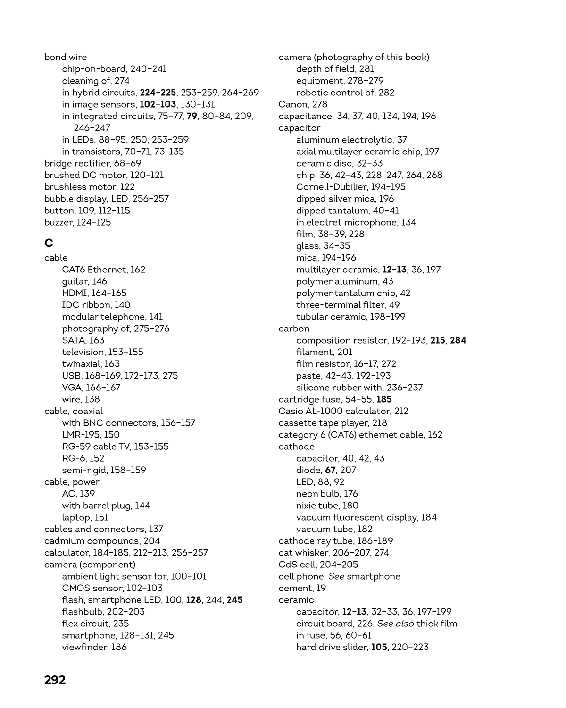 bond wire
chip-on-board, 240–241
cleaning of, 274
in hybrid circuits, 224–225, 253–259, 264–269
in image sensors, 102–103, 130–131
in integrated circuits, 75–77, 79, 80–84, 209,
246–247
in LEDs, 88–95, 250, 253–259
in transistors, 70–71, 73, 135
bridge rectifier, 68–69
brushed DC motor, 120–121
brushless motor, 122
bubble display, LED, 256–257
button, 109, 112–115
buzzer, 124–125
C
cable
CAT6 Ethernet, 162
guitar, 146
HDMI, 164–165
IDC ribbon, 140
modular telephone, 141
photography of, 275–276
SATA, 163
television, 153–155
twinaxial, 163
USB, 168–169, 172–173, 275
VGA, 166–167
wire, 138
cable, coaxial
with BNC connectors, 156–157
LMR-195, 150
RG-59 cable TV, 153–155
RG-6, 152
semi-rigid, 158–159
cable, power
AC, 139
with barrel plug, 144
laptop, 151
cables and connectors, 137
cadmium compounds, 204
calculator, 184–185, 212–213, 256–257
camera (component)
ambient light sensor for, 100–101
CMOS sensor, 102–103
flash, smartphone LED, 100, 128, 244, 245
flashbulb, 202–203
flex circuit, 235
smartphone, 128–131, 245
viewfinder, 186
292
camera (photography of this book)
depth of field, 281
equipment, 278–279
robotic control of, 282
Canon, 278
capacitance, 34, 37, 40, 134, 194, 196
capacitor
aluminum electrolytic, 37
axial multilayer ceramic chip, 197
ceramic disc, 32–33
chip, 36, 42–43, 228, 247, 264, 268
Cornell-Dubilier, 194–195
dipped silver mica, 196
dipped tantalum, 40–41
in electret microphone, 134
film, 38–39, 228
glass, 34–35
mica, 194–196
multilayer ceramic, 12–13, 36, 197
polymer aluminum, 43
polymer tantalum chip, 42
three-terminal filter, 49
tubular ceramic, 198–199
carbon
composition resistor, 192–193, 215, 284
filament, 201
film resistor, 16–17, 272
paste, 42–43, 192–193
silicone rubber with, 236–237
cartridge fuse, 54–55, 185
Casio AL-1000 calculator, 212
cassette tape player, 218
category 6 (CAT6) ethernet cable, 162
cathode
capacitor, 40, 42, 43
diode, 67, 207
LED, 88, 92
neon bulb, 176
nixie tube, 180
vacuum fluorescent display, 184
vacuum tube, 182
cathode ray tube, 186–189
cat whisker, 206–207, 274
CdS cell, 204–205
cell phone. See smartphone
cement, 19
ceramic
capacitor, 12–13, 32–33, 36, 197–199
circuit board, 226. See also thick film
in fuse, 56, 60–61
hard drive slider, 105, 220–223